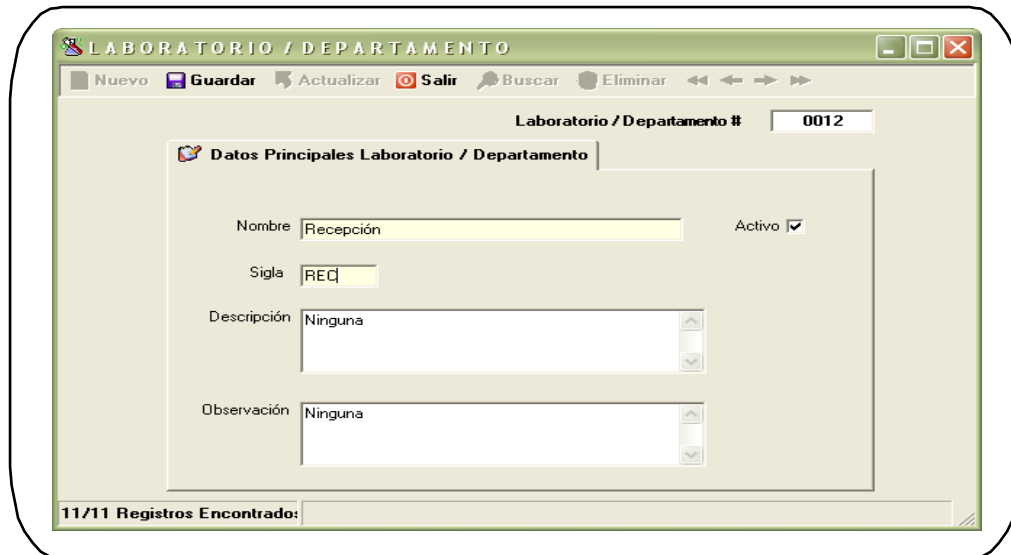 LABORATORIO / DEPARTAMENTO
Nuevo Guardar Actualizar Salir Buscar Eliminar
Laboratorio / Departamento # 0012
Datos Principales Laboratorio / Departamento
Nombre Recepción Activo
Sigla REC
Descripción Ninguna
Observación Ninguna
11/11 Registros Encontrados